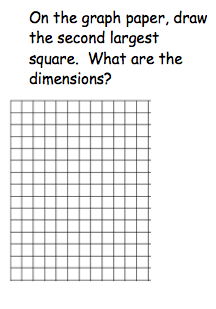 On the graph paper, draw
the second largest
square.  What are the
dimensions?